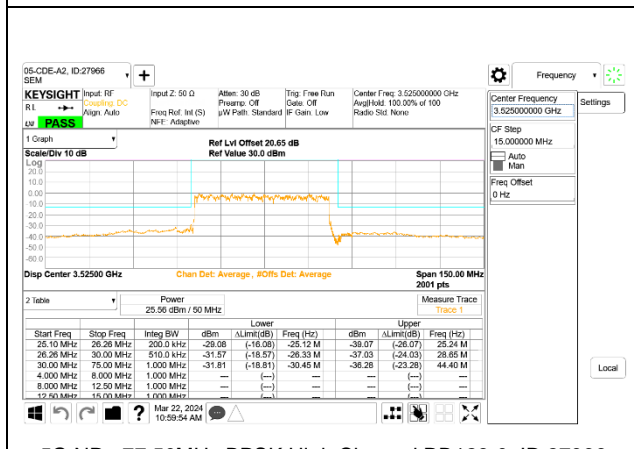 05-CDE-A2, ID:27966
SEM
Frequency
KEYSIGHT Input: RF
Coupling: DC
Align: Auto
Input Z: 50 Ω
Freq Ref: Int (S)
NFE: Adaptive
Atten: 30 dB
Preamp: Off
µW Path: Standard
Trig: Free Run
Gate: Off
IF Gain: Low
Center Freq: 3.525000000 GHz
Avg|Hold: 100.00% of 100
Radio Std: None
RL
PASS
Center Frequency
3.525000000 GHz
Settings
CF Step
15.000000 MHz
Auto
Man
Freq Offset
0 Hz
Local
1 Graph
Scale/Div 10 dB
Ref Lvl Offset 20.65 dB
Ref Value 30.0 dBm
Log
20.0
10.0
0.00
-10.0
-20.0
-30.0
-40.0
-50.0
-60.0
Disp Center 3.52500 GHz
Chan Det: Average, #Offs Det: Average
Span 150.00 MHz
2001 pts
2 Table
Power
25.56 dBm / 50 MHz
Measure Trace
Trace 1
Lower Upper
Start Freq Stop Freq Integ BW dBm ΔLimit(dB) Freq (Hz) dBm ΔLimit(dB) Freq (Hz)
25.10 MHz 26.26 MHz 200.0 kHz -29.08 (-16.08) -25.12 M -39.07 (-26.07) 25.24 M
26.26 MHz 30.00 MHz 510.0 kHz -31.57 (-18.57) -26.33 M -37.03 (-24.03) 28.65 M
30.00 MHz 75.00 MHz 1.000 MHz -31.81 (-18.81) -30.45 M -36.28 (-23.28) 44.40 M
4.000 MHz 8.000 MHz 1.000 MHz --- (---) --- (---)
8.000 MHz 12.50 MHz 1.000 MHz --- (---) --- (---)
12.50 MHz 15.00 MHz 1.000 MHz --- (---) --- (---)
Mar 22, 2024
10:59:54 AM